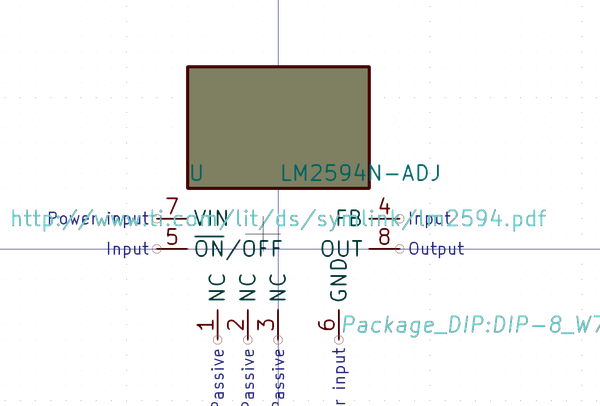 U LM2594N-ADJ
7 VIN FB 4
Power input Input
http://www.ti.com/lit/ds/symlink/lm2594.pdf
5 ON/OFF OUT 8
Input Output
NC NC NC GND
1 2 3 6
Package_DIP:DIP-8_W7
Passive Passive Passive r input